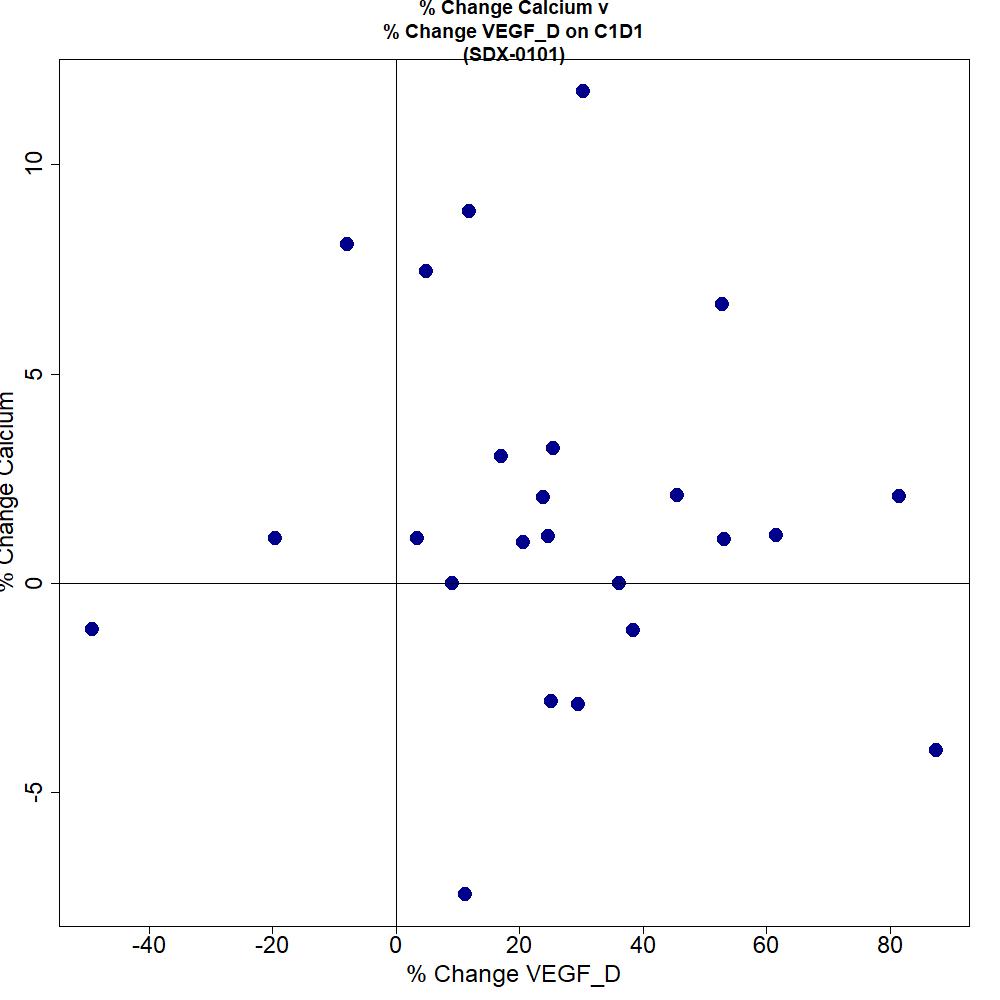 % Change Calcium v
% Change VEGF_D on C1D1
(SDX-0101)
10
5
0
-5
% Change Calcium
-40 -20 0 20 40 60 80
% Change VEGF_D